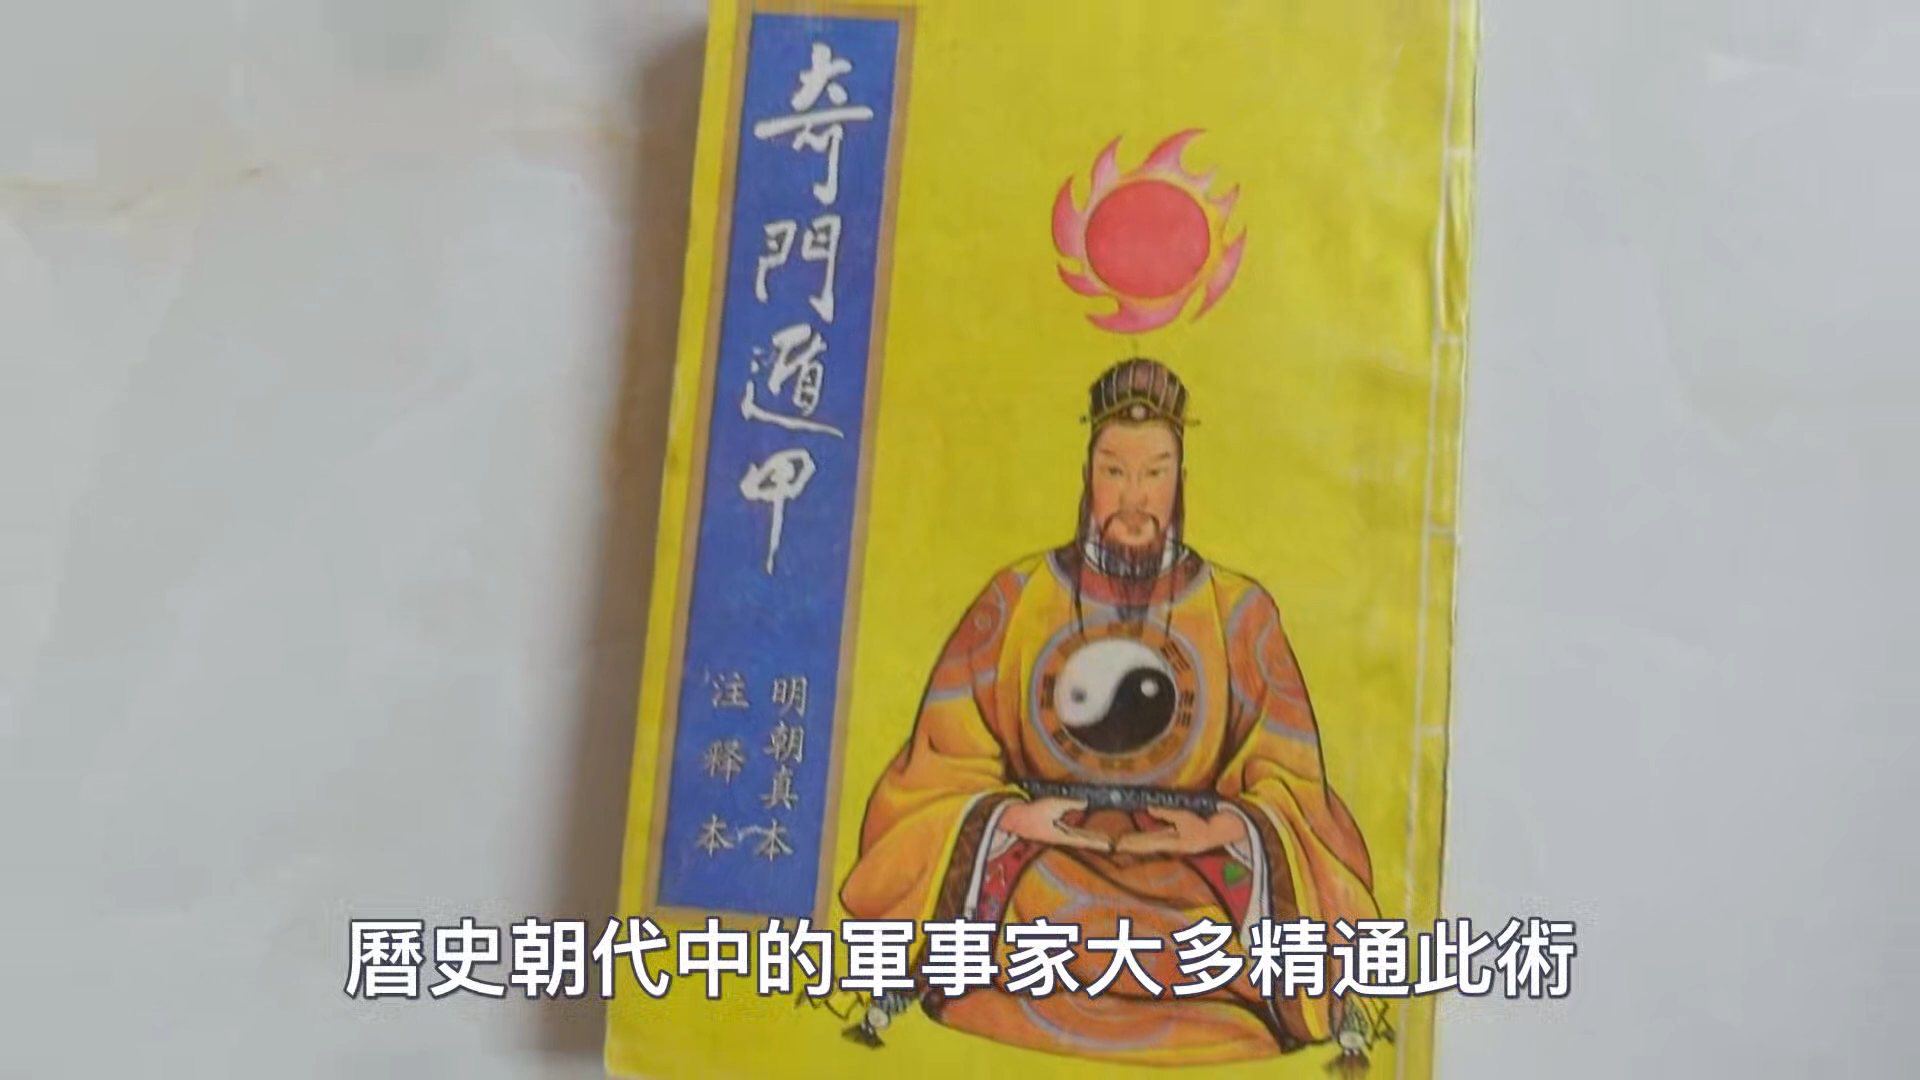 奇門遁甲
明朝真本
注释本
曆史朝代中的軍事家大多精通此術